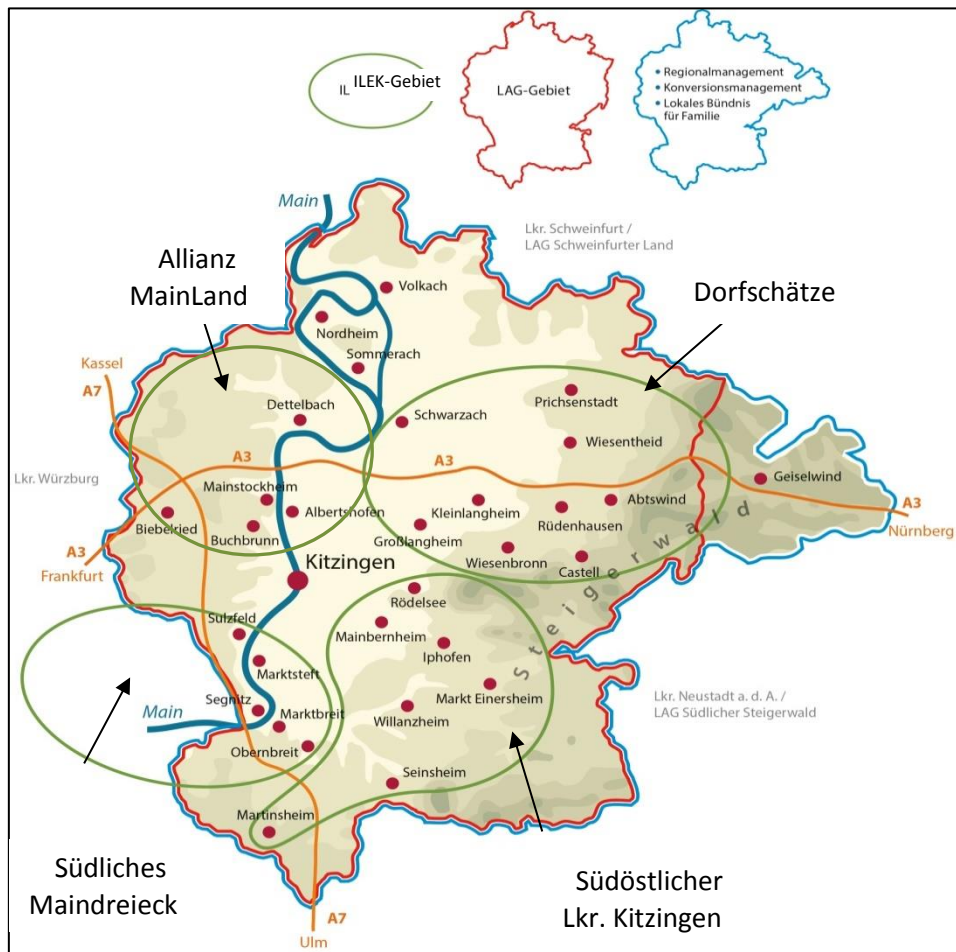 IL ILEK-Gebiet
LAG-Gebiet
• Regionalmanagement
• Konversionsmanagement
• Lokales Bündnis
für Familie
Main
Lkr. Schweinfurt /
LAG Schweinfurter Land
Allianz
MainLand
Dorfschätze
Volkach
Nordheim
Sommerach
Kassel
A7
Dettelbach
Schwarzach
Prichsenstadt
Wiesentheid
Lkr. Würzburg
A3
A3
Geiselwind
Mainstockheim
Albertshofen
Kleinlangheim
Abtswind
Rüdenhausen
Biebelried
Buchbrunn
Großlangheim
A3
Nürnberg
A3
Frankfurt
Wiesenbronn
Castell
Kitzingen
Steigerwald
Rödelsee
Sulzfeld
Mainbernheim
Iphofen
Marktsteft
Markt Einersheim
Lkr. Neustadt a. d. A. /
LAG Südlicher Steigerwald
Segnitz
Main
Marktbreit
Willanzheim
Obernbreit
Seinsheim
Martinsheim
Südliches
Maindreieck
Südöstlicher
Lkr. Kitzingen
A7
Ulm